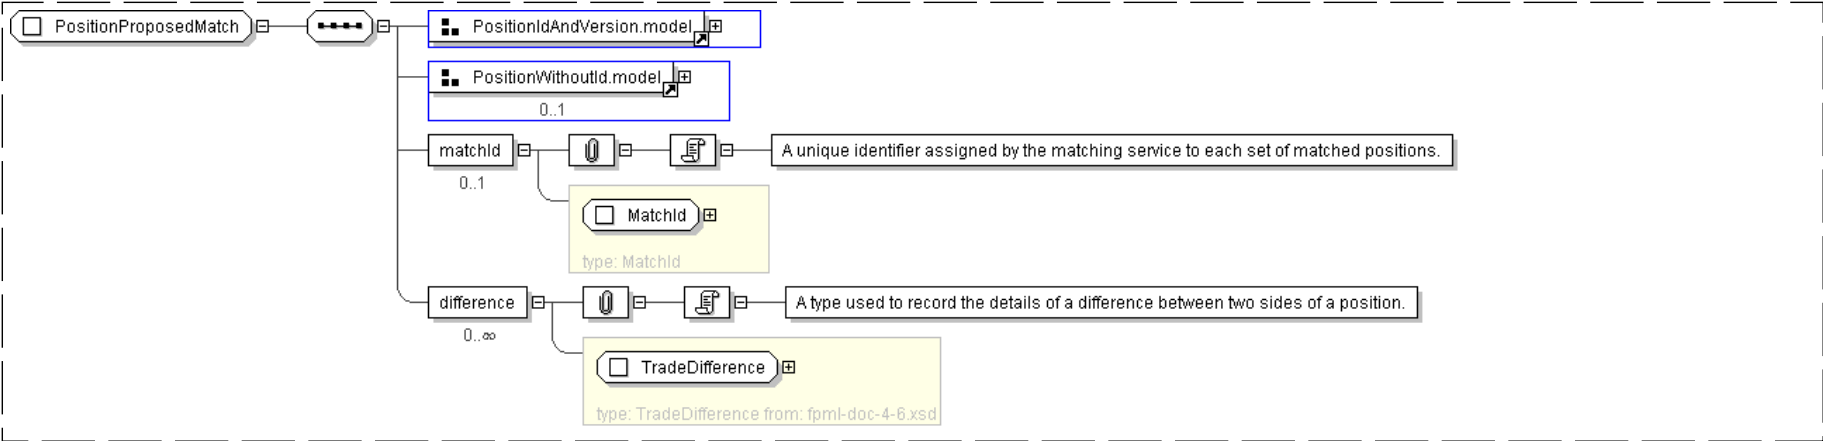 PositionProposedMatch
PositionIdAndVersion.model
PositionWithoutId.model
0..1
matchId
A unique identifier assigned by the matching service to each set of matched positions.
0..1
MatchId
type: MatchId
difference
A type used to record the details of a difference between two sides of a position.
0..∞
TradeDifference
type: TradeDifference from: fpml-doc-4-6.xsd